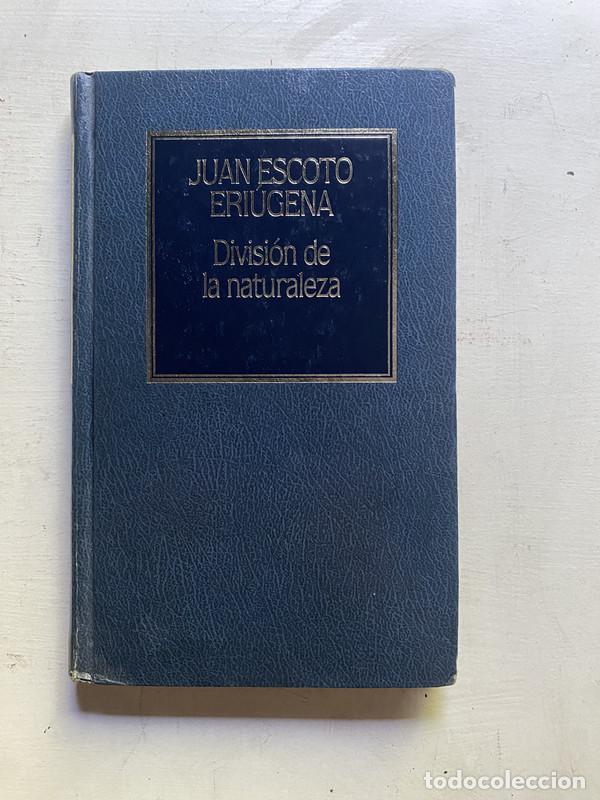 JUAN ESCOTO
ERIÚGENA
División de
la naturaleza
todocoleccion